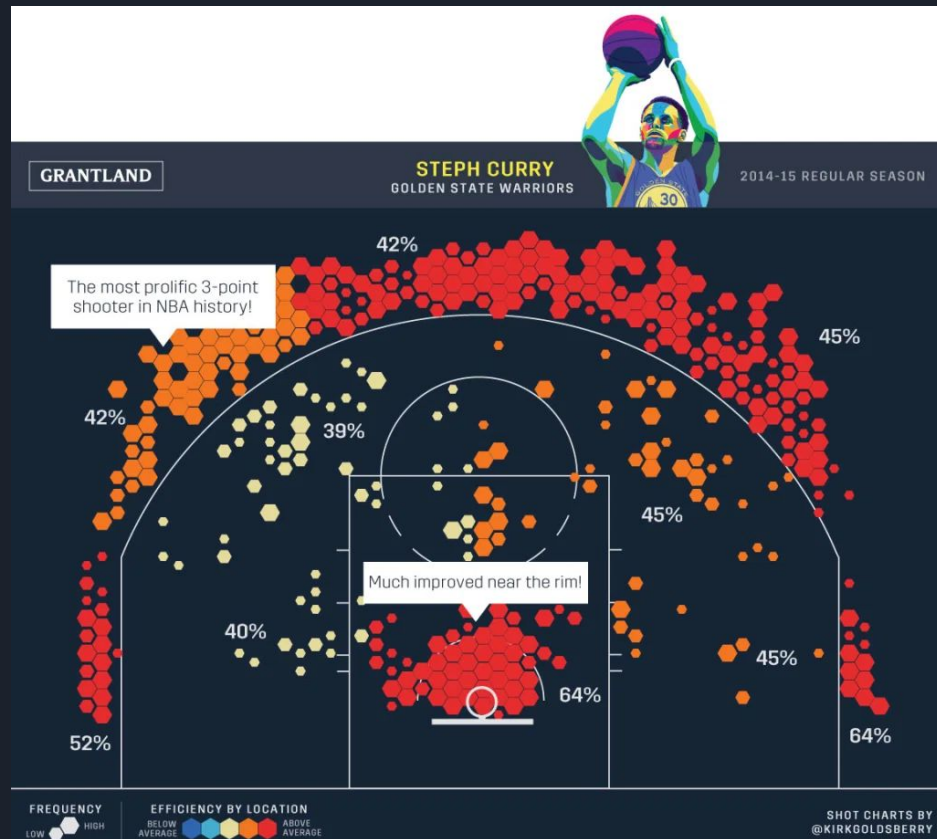 GRANTLAND
STEPH CURRY
GOLDEN STATE WARRIORS
GOLDEN STATE
30
2014-15 REGULAR SEASON
42%
The most prolific 3-point
shooter in NBA history!
45%
42%
39%
45%
Much improved near the rim!
40%
45%
64%
52%
64%
FREQUENCY
LOW
HIGH
EFFICIENCY BY LOCATION
BELOW
AVERAGE
ABOVE
AVERAGE
SHOT CHARTS BY
@KIRKGOLDSBERRY